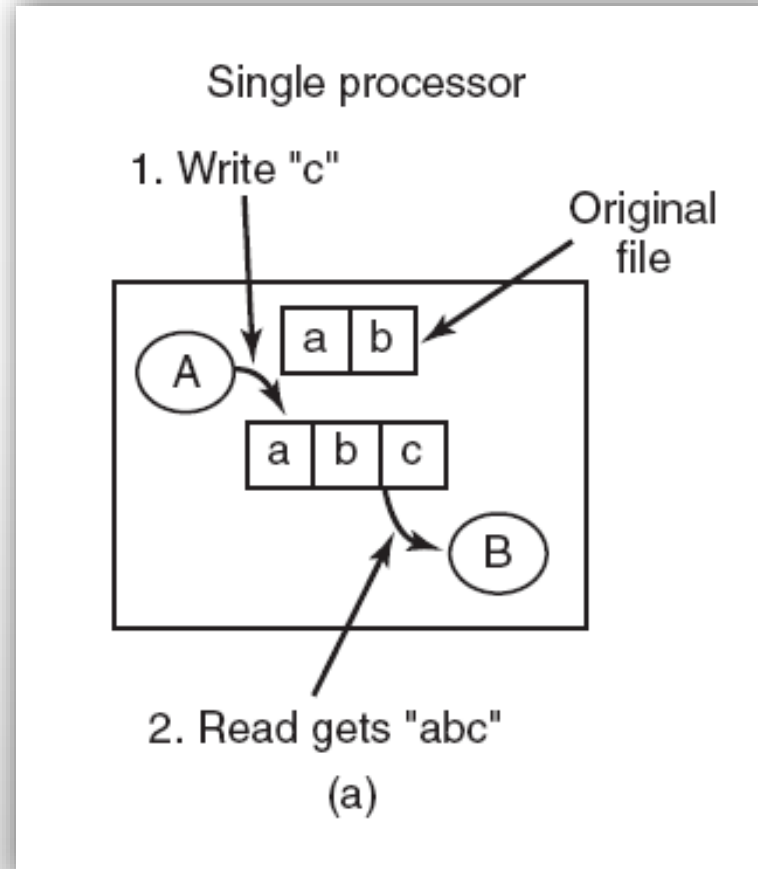 Single processor
1. Write "c"
Original
file
a b
A
a b c
B
2. Read gets "abc"
(a)